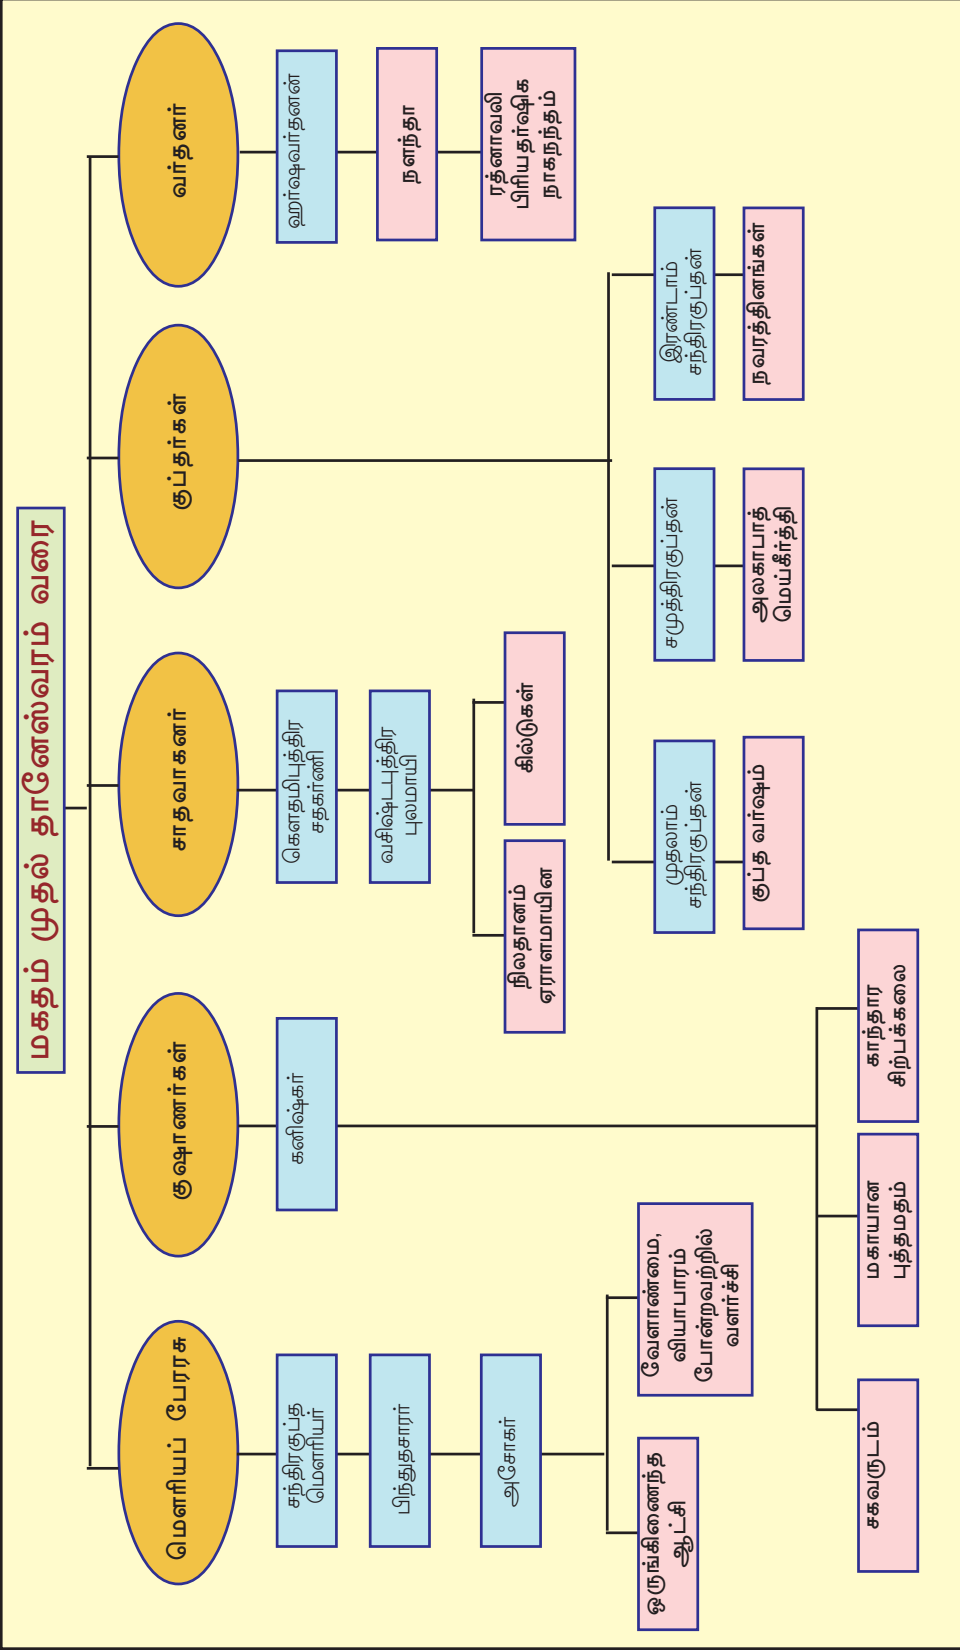 மகதம் முதல் தானேஸ்வரம் வரை
மௌரியப் பேரரசு
குஷாணர்கள்
சாதவாகனர்
குப்தர்கள்
வர்தனர்
சந்திரகுப்த
மௌரியர்
பிந்துதசாரர்
அசோகர்
ஒருங்கிணைந்த
ஆட்சி
வேளாண்மை,
வியாபாரம்
போன்றவற்றில்
வளர்ச்சி
கனிஷ்கர்
சகவருடம்
மகாயான
புத்தமதம்
காந்தார
சிற்பக்கலை
கௌதமிபுத்திர
சதகர்ணி
வசிஷ்டபுத்திர
புலமாயி
நிலதானம்
ஏராளமாயின
கில்டுகள்
முதலாம்
சந்திரகுப்தன்
குப்த வர்ஷம்
சமுத்திரகுப்தன்
அலகாபாத்
மெய்கீர்த்தி
இரண்டாம்
சந்திரகுப்தன்
நவரத்தினங்கள்
ஹர்ஷவர்தனன்
நளந்தா
ரத்னாவலி
பிரியதர்ஷிக
நாகநந்தம்